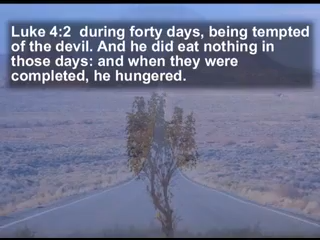 Luke 4:2  during forty days, being tempted
of the devil. And he did eat nothing in
those days: and when they were
completed, he hungered.